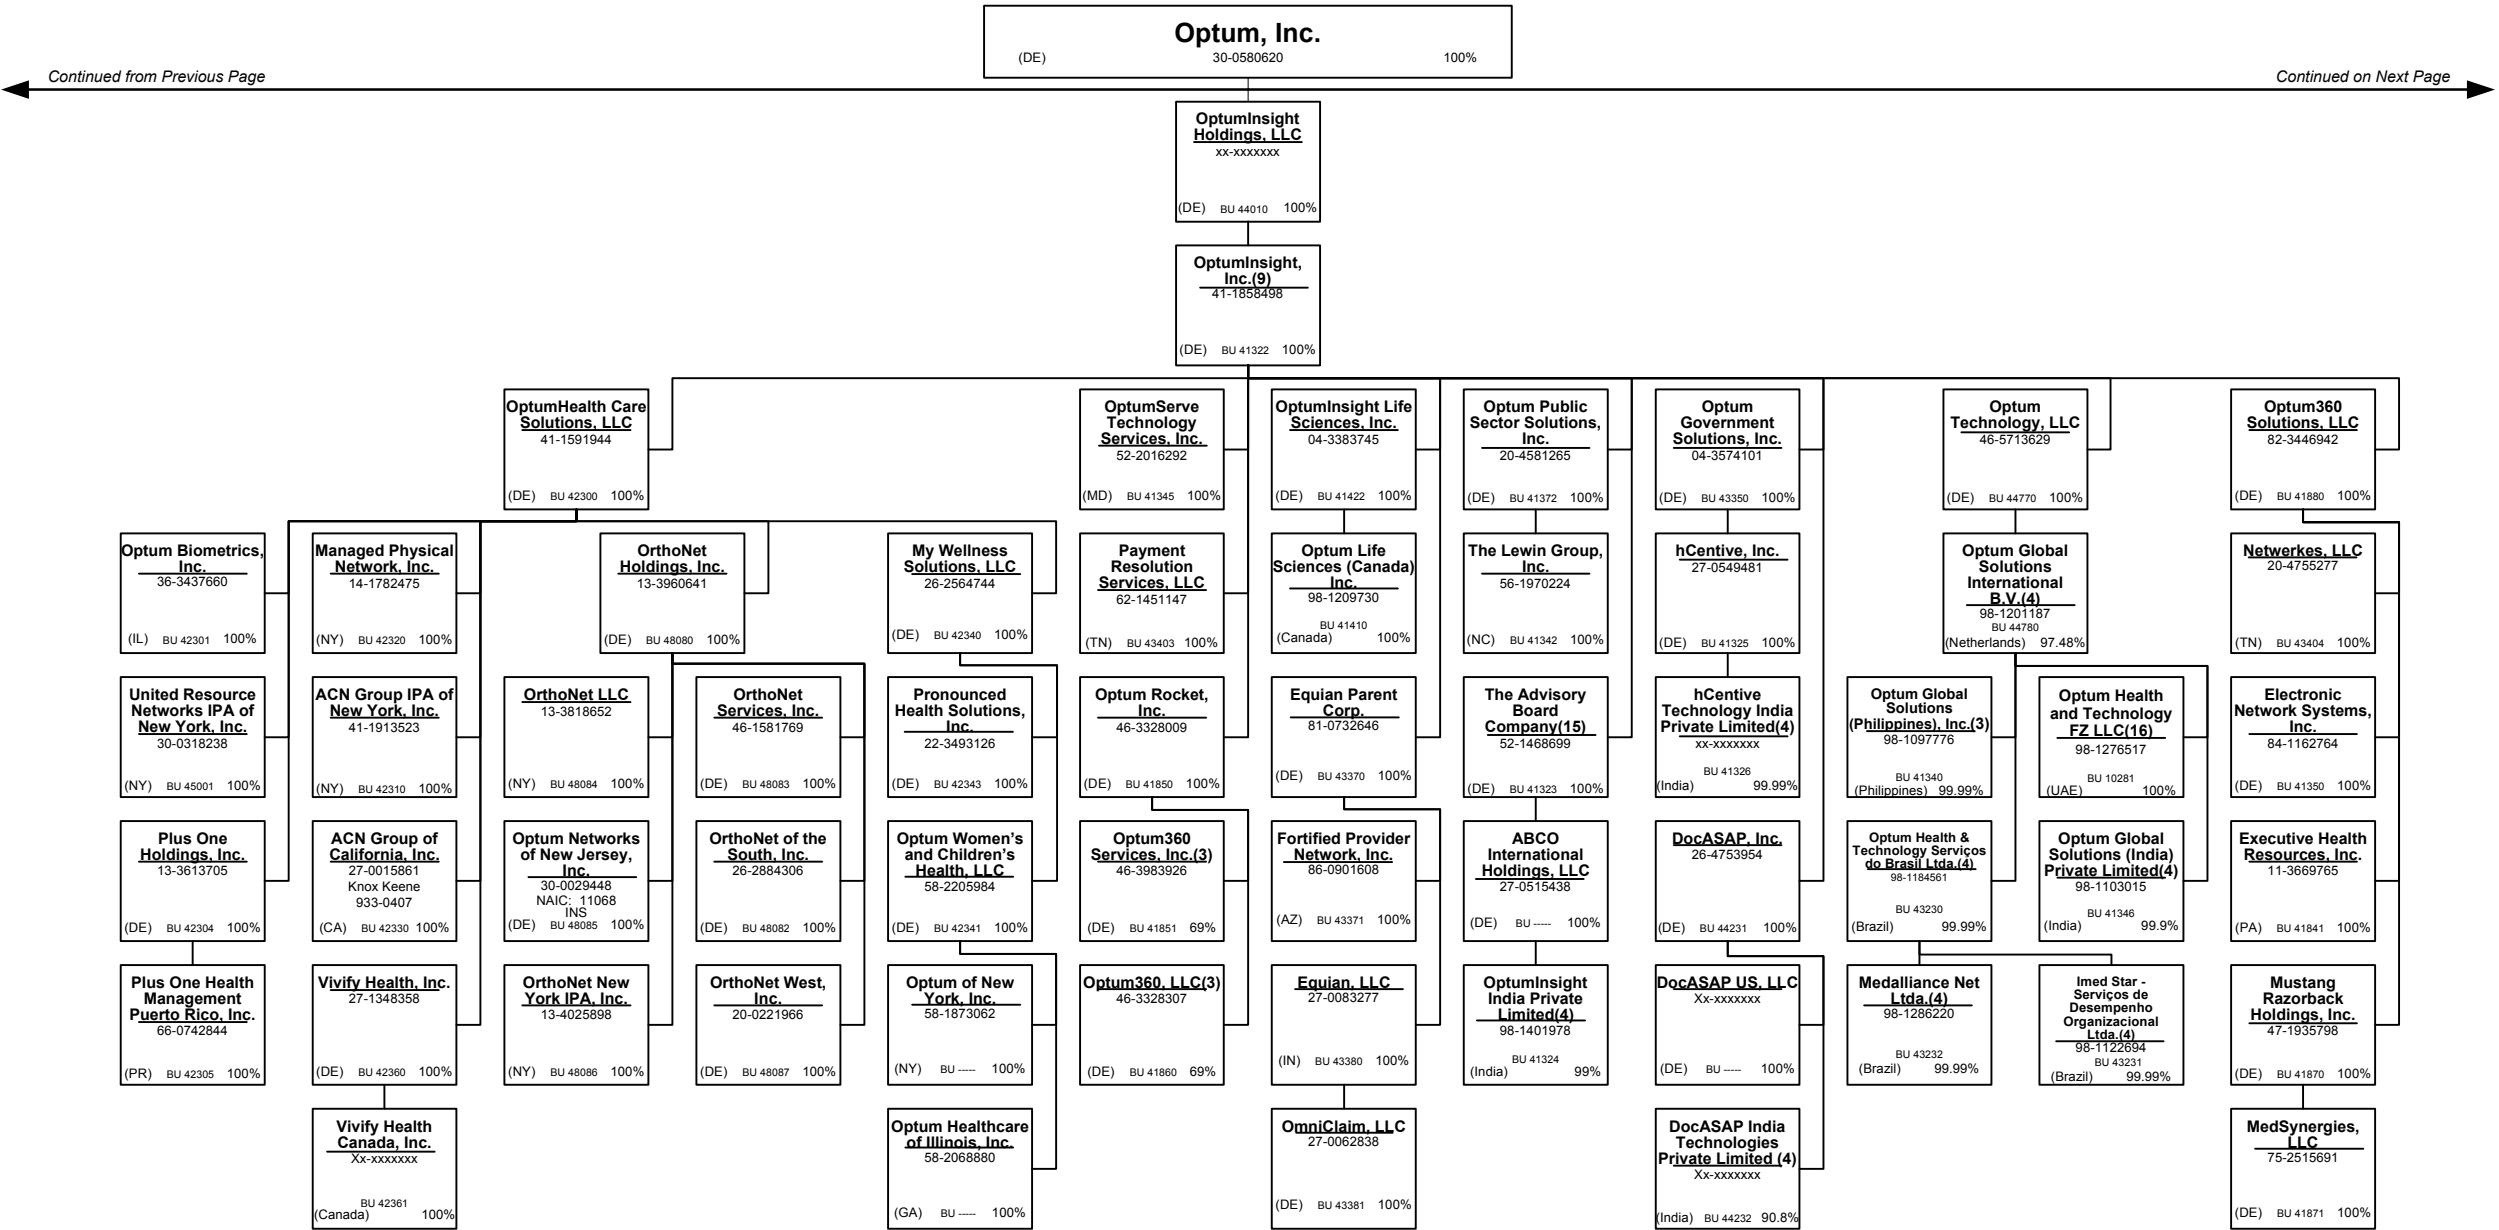 Optum, Inc.
(DE) 30-0580620 100%
Continued from Previous Page
Continued on Next Page
OptumInsight
Holdings, LLC
xx-xxxxxxx
(DE) BU 44010 100%
OptumInsight,
Inc.(9)
41-1858498
(DE) BU 41322 100%
OptumHealth Care
Solutions, LLC
41-1591944
(DE) BU 42300 100%
OptumServe
Technology
Services, Inc.
52-2016292
(MD) BU 41345 100%
OptumInsight Life
Sciences, Inc.
04-3383745
(DE) BU 41422 100%
Optum Public
Sector Solutions,
Inc.
20-4581265
(DE) BU 41372 100%
Optum
Government
Solutions, Inc.
04-3574101
(DE) BU 43350 100%
Optum
Technology, LLC
46-5713629
(DE) BU 44770 100%
Optum360
Solutions, LLC
82-3446942
(DE) BU 41880 100%
Optum Biometrics,
Inc.
36-3437660
(IL) BU 42301 100%
Managed Physical
Network, Inc.
14-1782475
(NY) BU 42320 100%
OrthoNet
Holdings, Inc.
13-3960641
(DE) BU 48080 100%
My Wellness
Solutions, LLC
26-2564744
(DE) BU 42340 100%
Payment
Resolution
Services, LLC
62-1451147
(TN) BU 43403 100%
Optum Life
Sciences (Canada)
Inc.
98-1209730
BU 41410
(Canada) 100%
The Lewin Group,
Inc.
56-1970224
(NC) BU 41342 100%
hCentive, Inc.
27-0549481
(DE) BU 41325 100%
Optum Global
Solutions
International
B.V.(4)
98-1201187
BU 44780
(Netherlands) 97.48%
Netwerkes, LLC
20-4755277
(TN) BU 43404 100%
United Resource
Networks IPA of
New York, Inc.
30-0318238
(NY) BU 45001 100%
ACN Group IPA of
New York, Inc.
41-1913523
(NY) BU 42310 100%
OrthoNet LLC
13-3818652
(NY) BU 48084 100%
OrthoNet
Services, Inc.
46-1581769
(DE) BU 48083 100%
Pronounced
Health Solutions,
Inc.
22-3493126
(DE) BU 42343 100%
Optum Rocket,
Inc.
46-3328009
(DE) BU 41850 100%
Equian Parent
Corp.
81-0732646
(DE) BU 43370 100%
The Advisory
Board
Company(15)
52-1468699
(DE) BU 41323 100%
hCentive
Technology India
Private Limited(4)
xx-xxxxxxx
BU 41326
(India) 99.99%
Optum Global
Solutions
(Philippines), Inc.(3)
98-1097776
BU 41340
(Philippines) 99.99%
Optum Health
and Technology
FZ LLC(16)
98-1276517
BU 10281
(UAE) 100%
Electronic
Network Systems,
Inc.
84-1162764
(DE) BU 41350 100%
Plus One
Holdings, Inc.
13-3613705
(DE) BU 42304 100%
ACN Group of
California, Inc.
27-0015861
Knox Keene
933-0407
(CA) BU 42330 100%
Optum Networks
of New Jersey,
Inc.
30-0029448
NAIC: 11068
INS
(DE) BU 48085 100%
OrthoNet of the
South, Inc.
26-2884306
(DE) BU 48082 100%
Optum Women's
and Children's
Health, LLC
58-2205984
(DE) BU 42341 100%
Optum360
Services, Inc.(3)
46-3983926
(DE) BU 41851 69%
Fortified Provider
Network, Inc.
86-0901608
(AZ) BU 43371 100%
ABCO
International
Holdings, LLC
27-0515438
(DE) BU ----- 100%
DocASAP, Inc.
26-4753954
(DE) BU 44231 100%
Optum Health &
Technology Serviços
do Brasil Ltda.(4)
98-1184561
BU 43230
(Brazil) 99.99%
Optum Global
Solutions (India)
Private Limited(4)
98-1103015
BU 41346
(India) 99.9%
Executive Health
Resources, Inc.
11-3669765
(PA) BU 41841 100%
Plus One Health
Management
Puerto Rico, Inc.
66-0742844
(PR) BU 42305 100%
Vivify Health, Inc.
27-1348358
(DE) BU 42360 100%
OrthoNet New
York IPA, Inc.
13-4025898
(NY) BU 48086 100%
OrthoNet West,
Inc.
20-0221966
(DE) BU 48087 100%
Optum of New
York, Inc.
58-1873062
(NY) BU ----- 100%
Optum360, LLC(3)
46-3328307
(DE) BU 41860 69%
Equian, LLC
27-0083277
(IN) BU 43380 100%
OptumInsight
India Private
Limited(4)
98-1401978
BU 41324
(India) 99%
DocASAP US, LLC
Xx-xxxxxxx
(DE) BU ----- 100%
Medalliance Net
Ltda.(4)
98-1286220
BU 43232
(Brazil) 99.99%
Imed Star -
Serviços de
Desempenho
Organizacional
Ltda.(4)
98-1122694
BU 43231
(Brazil) 99.99%
Mustang
Razorback
Holdings, Inc.
47-1935798
(DE) BU 41870 100%
Vivify Health
Canada, Inc.
Xx-xxxxxxx
BU 42361
(Canada) 100%
Optum Healthcare
of Illinois, Inc.
58-2068880
(GA) BU ----- 100%
OmniClaim, LLC
27-0062838
(DE) BU 43381 100%
DocASAP India
Technologies
Private Limited (4)
Xx-xxxxxxx
(India) BU 44232 90.8%
MedSynergies,
LLC
75-2515691
(DE) BU 41871 100%